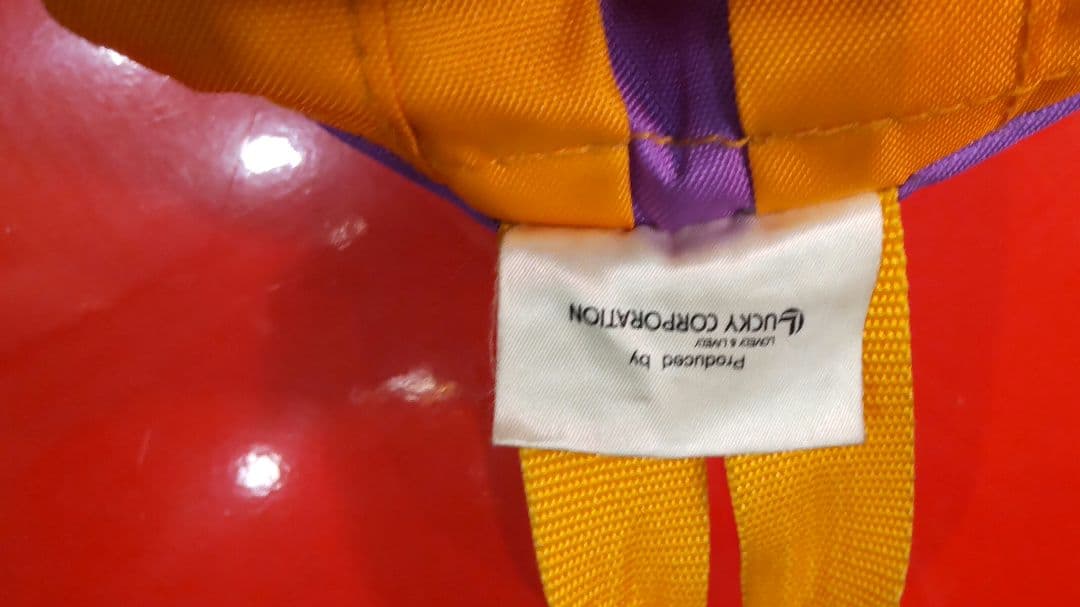 Produced by
LOVELY & LIVELY
LUCKY CORPORATION